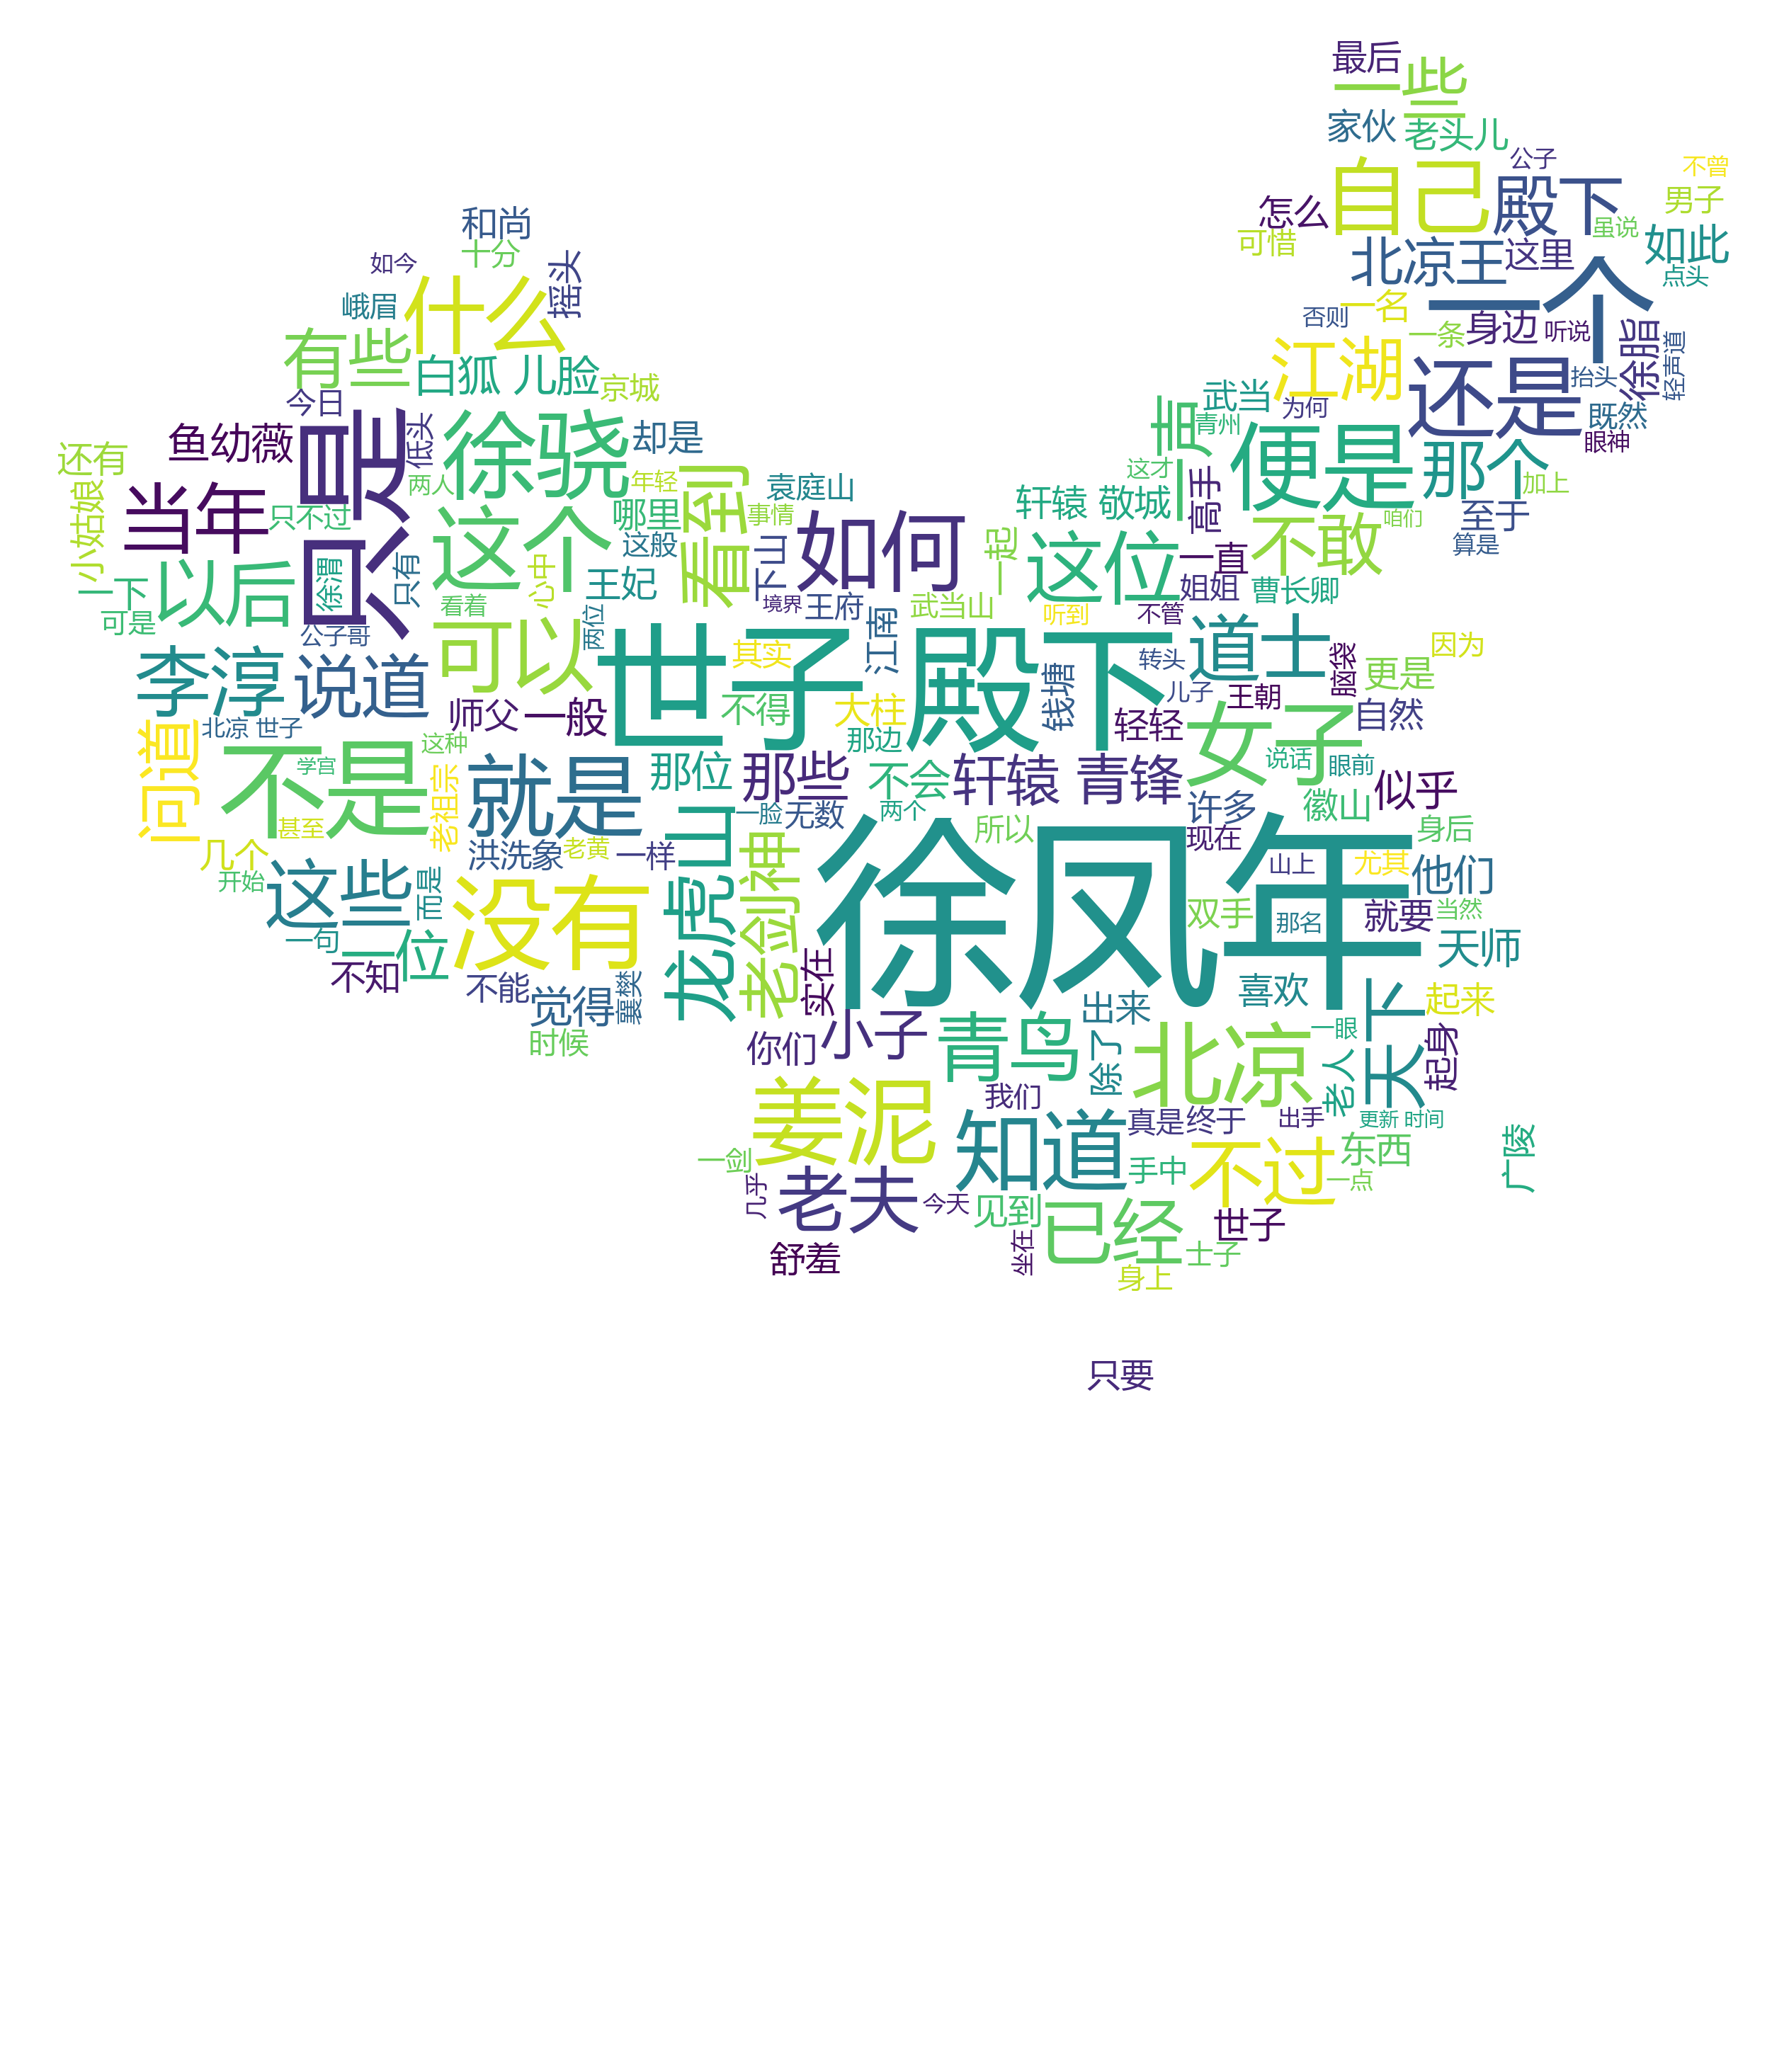 最后
一些
家伙
老头儿
公子
不曾
自己
殿下
男子
怎么
虽说
和尚
可惜
北凉王
这里
如此
十分
如今
摇头
一个
点头
峨眉
什么
一名
否则
身边
听说
徐脂
轻声道
一条
有些
白狐 儿脸
江湖
还是
抬头
京城
今日
武当
为何
既然
只是
低头
徐骁
却是
青州
一声
便是
那个
眼神
鱼幼薇
还有
两人
年轻
看到
袁庭山
这才
加上
小姑娘
当年
只不过
这个
哪里
事情
如何
轩辕 敬城
高手
不敢
咱们
至于
这般
下山
一起
这位
一直
算是
一下
以后
徐渭
只有
心中
王妃
姐姐
曹长卿
可是
看着
境界
王府
武当山
听到
不管
公子哥
两位
可以
世子
殿下
其实
江南
道士
因为
李淳
说道
钱塘
转头
脑袋
更是
师父
一般
不得
大柱
儿子
王朝
自然
北凉 世子
这种
那边
轻轻
女子
问道
不是
学宫
老祖宗
就是
那位
那些
不会
轩辕 青锋
说话
眼前
似乎
甚至
一脸
无数
两个
许多
徽山
几个
洪洗象
老黄
一样
龙虎山
老剑神
徐凤年
所以
现在
身后
开始
这些
而是
没有
山上
尤其
他们
双手
那名
就要
当然
一句
一位
天师
不知
不能
觉得
襄樊
实在
喜欢
天下
起来
时候
你们
小子
青鸟
出来
除了
北凉
一眼
老人
起身
姜泥
我们
知道
真是
终于
出手
更新 时间
一剑
手中
不过
东西
广陵
几乎
老夫
今天
见到
一点
已经
世子
舒羞
坐在
士子
身上
只要